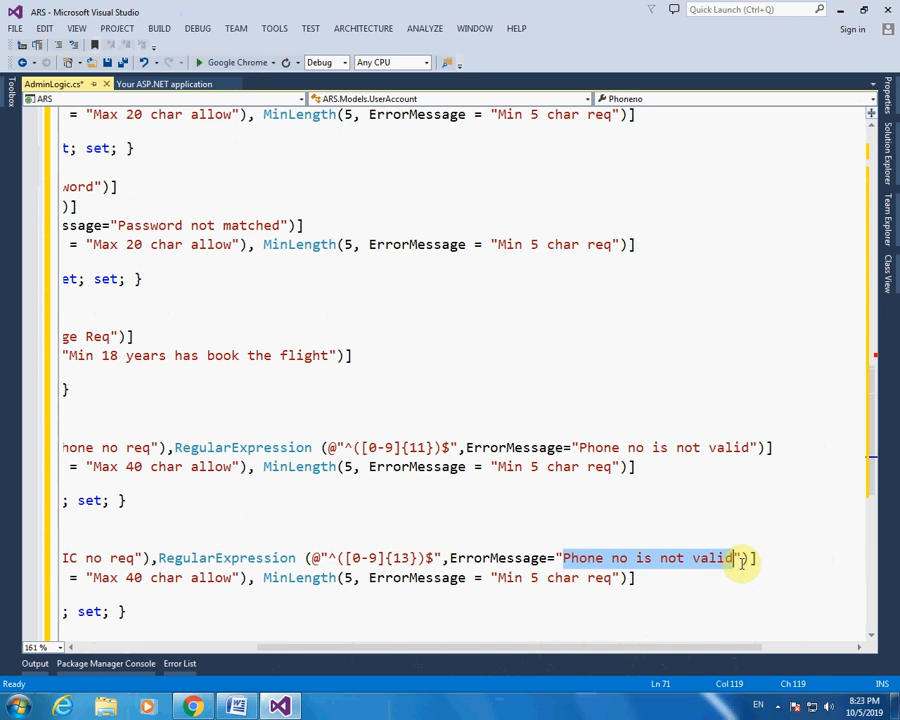 ARS - Microsoft Visual Studio
Quick Launch (Ctrl+Q)
FILE EDIT VIEW PROJECT BUILD DEBUG TEAM TOOLS TEST ARCHITECTURE ANALYZE WINDOW HELP
Sign in
Google Chrome Debug Any CPU
Toolbox
AdminLogic.cs* Your ASP.NET application
ARS ARS.Models.UserAccount Phoneno
Properties
Solution Explorer
Team Explorer
Class View
= "Max 20 char allow"), MinLength(5, ErrorMessage = "Min 5 char req")]
t; set; }
word")]
)]
ssage="Password not matched")]
= "Max 20 char allow"), MinLength(5, ErrorMessage = "Min 5 char req")]
et; set; }
ge Req")]
"Min 18 years has book the flight")]
}
hone no req"),RegularExpression (@"^([0-9]{11})$",ErrorMessage="Phone no is not valid")]
= "Max 40 char allow"), MinLength(5, ErrorMessage = "Min 5 char req")]
; set; }
IC no req"),RegularExpression (@"^([0-9]{13})$",ErrorMessage="Phone no is not valid")]
= "Max 40 char allow"), MinLength(5, ErrorMessage = "Min 5 char req")]
; set; }
161 %
Output Package Manager Console Error List
Ready Ln 71 Col 119 Ch 119 INS
EN 8:23 PM
10/5/2019